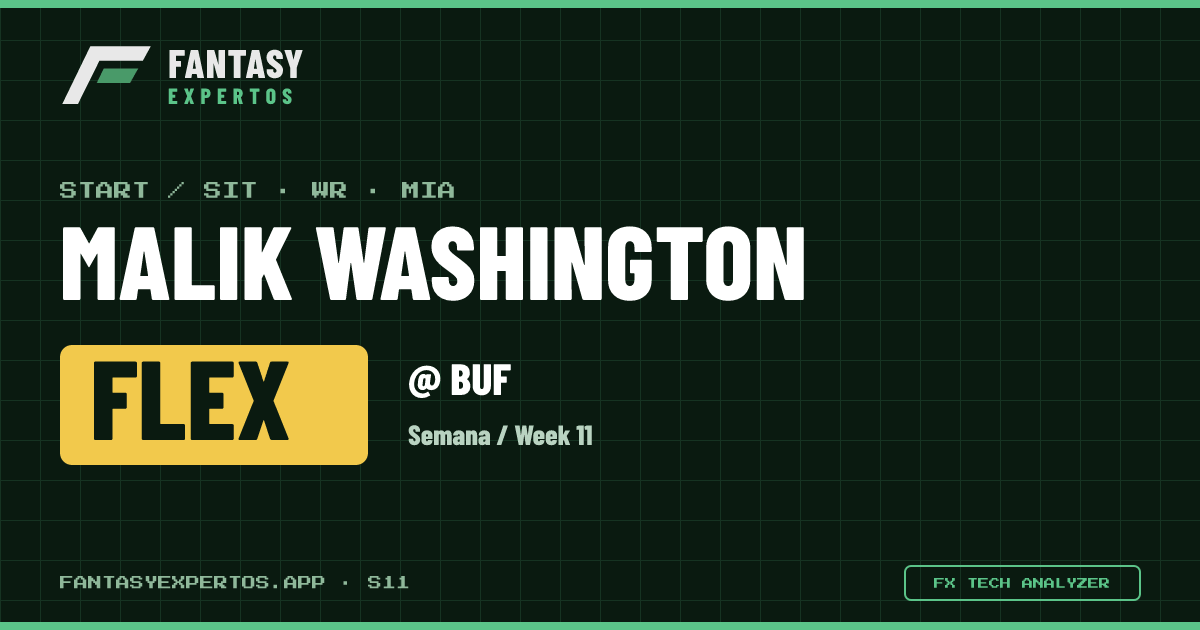 FANTASY
EXPERTOS
START / SIT · WR · MIA
MALIK WASHINGTON
FLEX
@ BUF
Semana / Week 11
FANTASYEXPERTOS.APP · S11
FX TECH ANALYZER